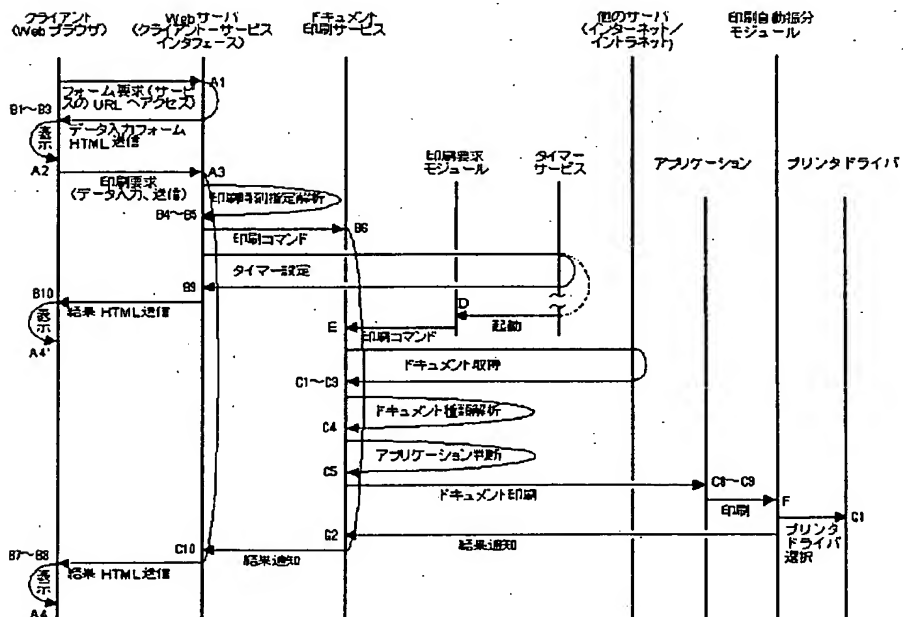 クライアント
(Web ブラウザ)
Web サーバ
(クライアントーサービス
インタフェース)
ドキュメント
印刷サービス
他のサーバ
(インターネット/
イントラネット)
印刷自動振分
モジュール
A1
フォーム要求(サービ
スの URL へアクセス)
B1～B3
表示
データ入力フォーム
HTML 送信
A2
A3
印刷要求
(データ入力、送信)
印刷時刻指定解析
B4～B5
印刷要求
モジュール
タイマー
サービス
アプリケーション
プリンタドライバ
B6
印刷コマンド
タイマー設定
B9
B10
結果 HTML 送信
表示
A4'
D
起動
E
印刷コマンド
ドキュメント取得
C1～C3
ドキュメント種類解析
C4
アプリケーション判断
C5
ドキュメント印刷
C8～C9
印刷
F
G1
プリンタ
ドライバ
選択
G2
結果通知
C10
結果通知
B7～B8
結果 HTML 送信
表示
A4